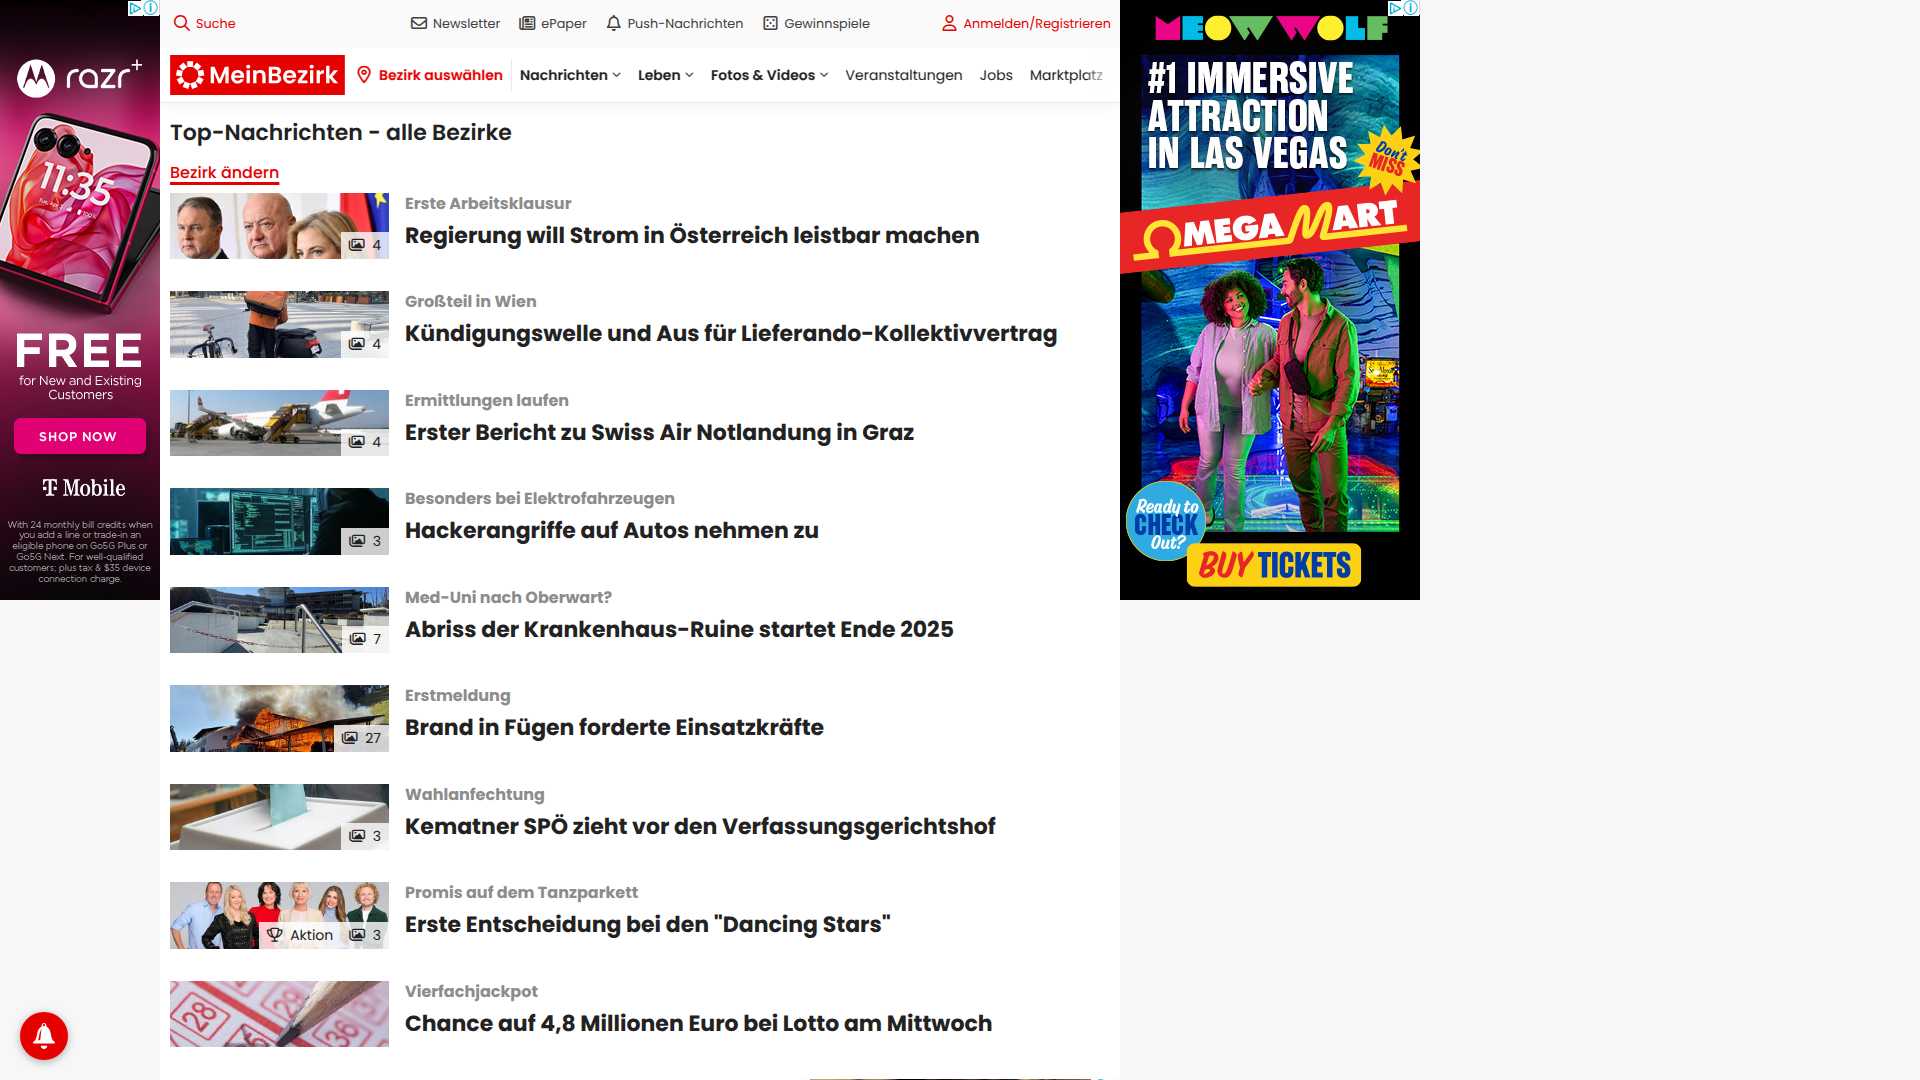 Suche
Newsletter
ePaper
Push-Nachrichten
Gewinnspiele
Anmelden/Registrieren
MeinBezirk
Bezirk auswählen
Nachrichten
Leben
Fotos & Videos
Veranstaltungen
Jobs
Marktplatz
Top-Nachrichten - alle Bezirke
Bezirk ändern
4
Erste Arbeitsklausur
Regierung will Strom in Österreich leistbar machen
4
Großteil in Wien
Kündigungswelle und Aus für Lieferando-Kollektivvertrag
4
Ermittlungen laufen
Erster Bericht zu Swiss Air Notlandung in Graz
3
Besonders bei Elektrofahrzeugen
Hackerangriffe auf Autos nehmen zu
7
Med-Uni nach Oberwart?
Abriss der Krankenhaus-Ruine startet Ende 2025
27
Erstmeldung
Brand in Fügen forderte Einsatzkräfte
3
Wahlanfechtung
Kematner SPÖ zieht vor den Verfassungsgerichtshof
Aktion
3
Promis auf dem Tanzparkett
Erste Entscheidung bei den "Dancing Stars"
28
29
36
Vierfachjackpot
Chance auf 4,8 Millionen Euro bei Lotto am Mittwoch
razr+
11:35
FREE
for New and Existing
Customers
SHOP NOW
T Mobile
With 24 monthly bill credits when
you add a line or trade-in an
eligible phone on Go5G Plus or
Go5G Next. For well-qualified
customers; plus tax & $35 device
connection charge.
MEOW WOLF
#1 IMMERSIVE
ATTRACTION
IN LAS VEGAS
Don't
MISS
OMEGA MART
Ready to
CHECK
Out?
BUY TICKETS